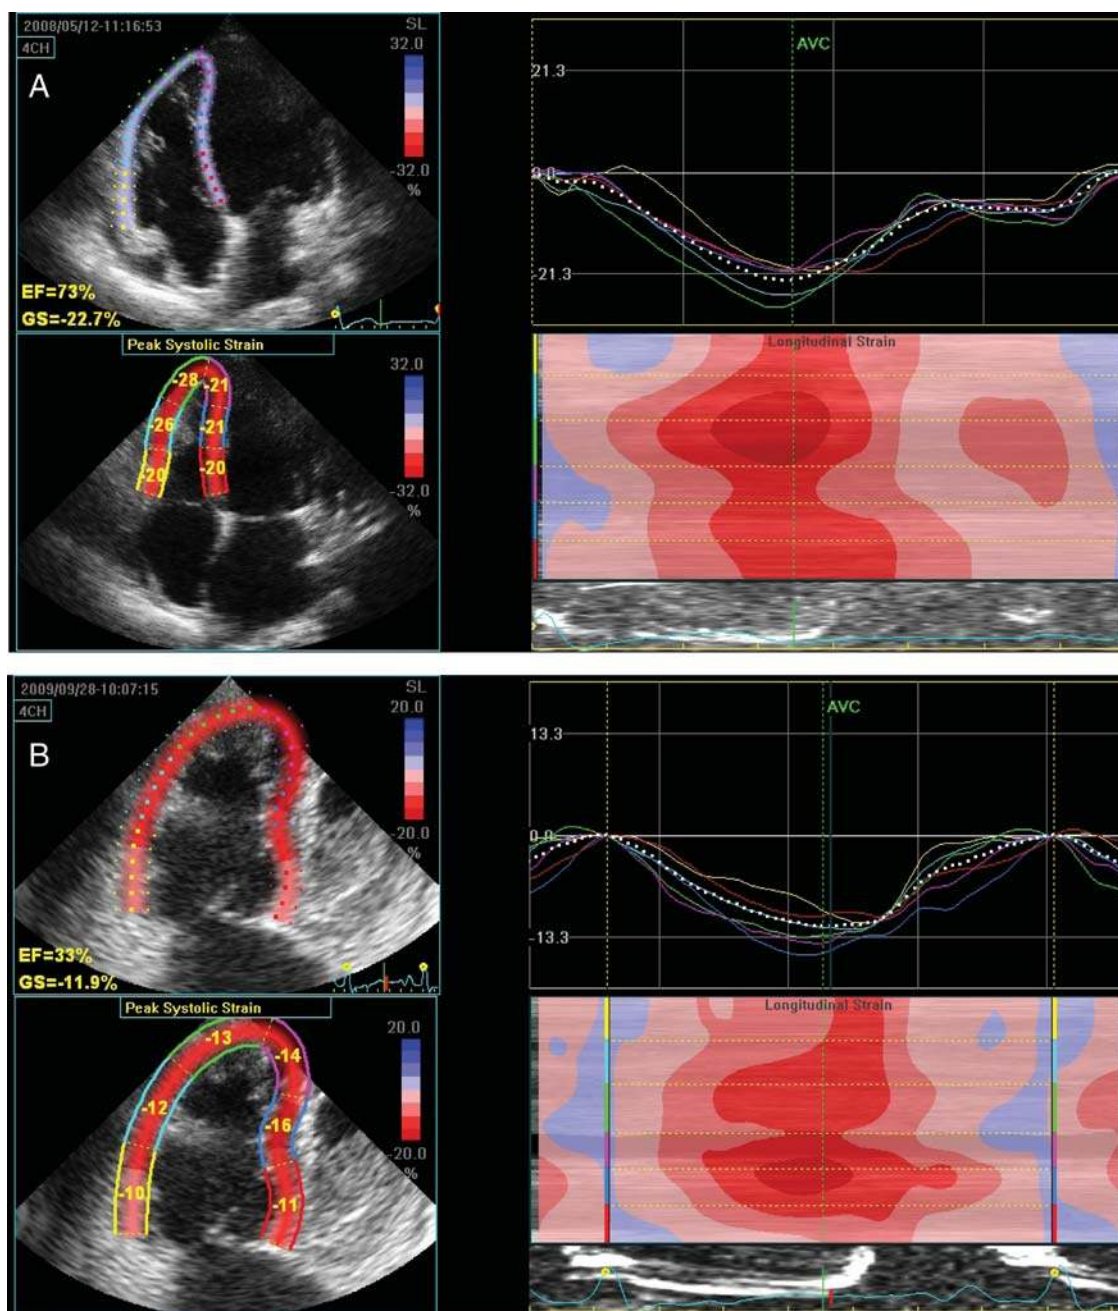 2008/05/12-11:16:53
SL
4CH
32.0
A
-32.0
%
EF=73%
GS=-22.7%
AVC
21.3
0.0
-21.3
Peak Systolic Strain
32.0
-28
-21
-26
-21
-20
-20
-32.0
%
Longitudinal Strain
2009/09/28-10:07:15
SL
4CH
20.0
B
-20.0
%
EF=33%
GS=-11.9%
AVC
13.3
0.0
-13.3
Peak Systolic Strain
20.0
-13
-14
-12
-16
-20.0
%
-10
-11
Longitudinal Strain